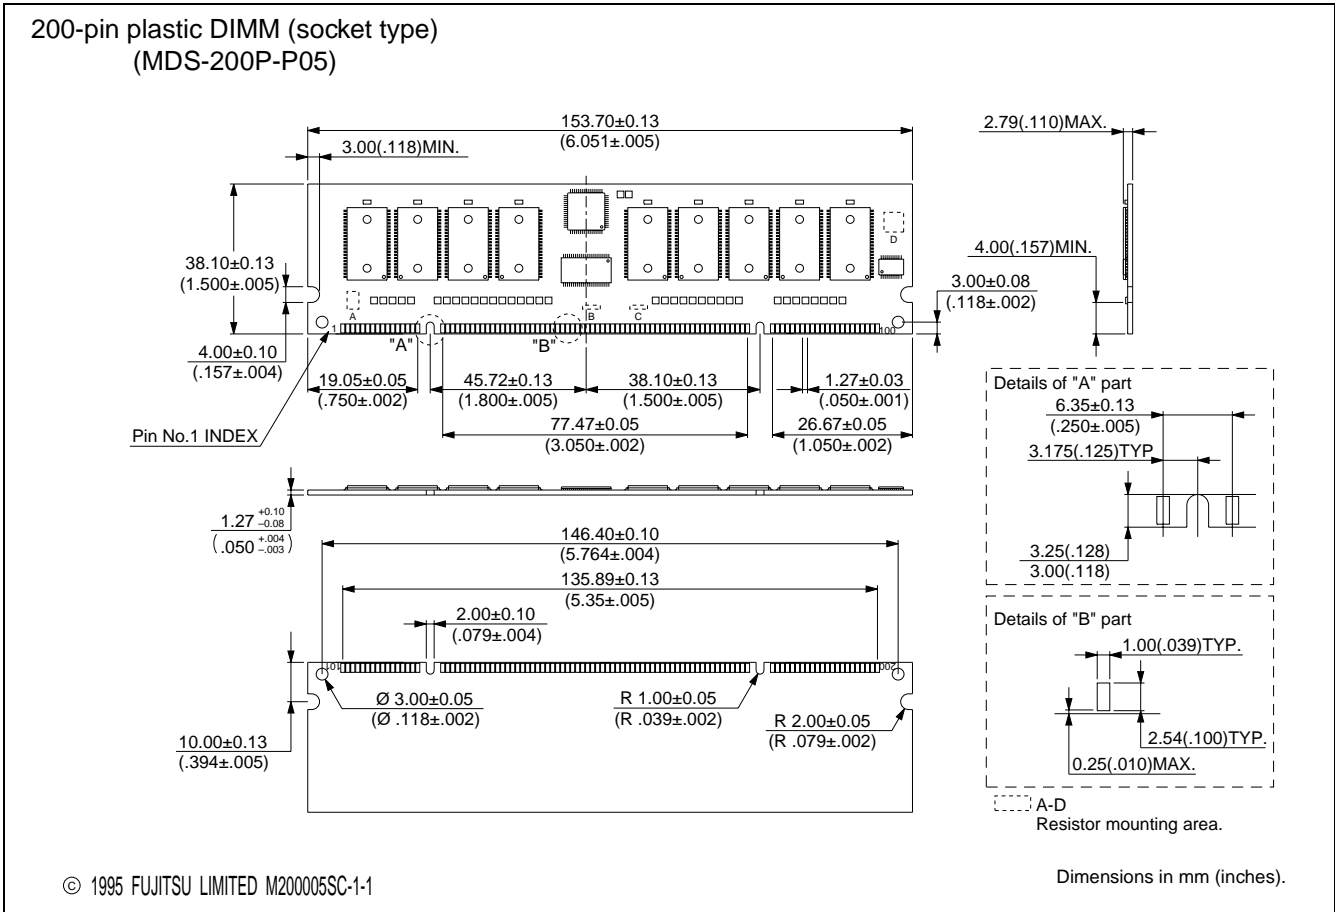 200-pin plastic DIMM (socket type)
(MDS-200P-P05)
153.70±0.13
(6.051±.005)
2.79(.110)MAX.
3.00(.118)MIN.
D
38.10±0.13
(1.500±.005)
4.00(.157)MIN.
3.00±0.08
(.118±.002)
A
B
C
1
100
"A"
"B"
4.00±0.10
(.157±.004)
19.05±0.05
(.750±.002)
45.72±0.13
(1.800±.005)
38.10±0.13
(1.500±.005)
1.27±0.03
(.050±.001)
77.47±0.05
(3.050±.002)
26.67±0.05
(1.050±.002)
Pin No.1 INDEX
Details of "A" part
6.35±0.13
(.250±.005)
3.175(.125)TYP
3.25(.128)
3.00(.118)
1.27 +0.10 –0.08
(.050 +.004 –.003)
146.40±0.10
(5.764±.004)
135.89±0.13
(5.35±.005)
2.00±0.10
(.079±.004)
101
200
Ø 3.00±0.05
(Ø .118±.002)
R 1.00±0.05
(R .039±.002)
R 2.00±0.05
(R .079±.002)
10.00±0.13
(.394±.005)
Details of "B" part
1.00(.039)TYP.
2.54(.100)TYP.
0.25(.010)MAX.
A-D
Resistor mounting area.
© 1995 FUJITSU LIMITED M200005SC-1-1
Dimensions in mm (inches).